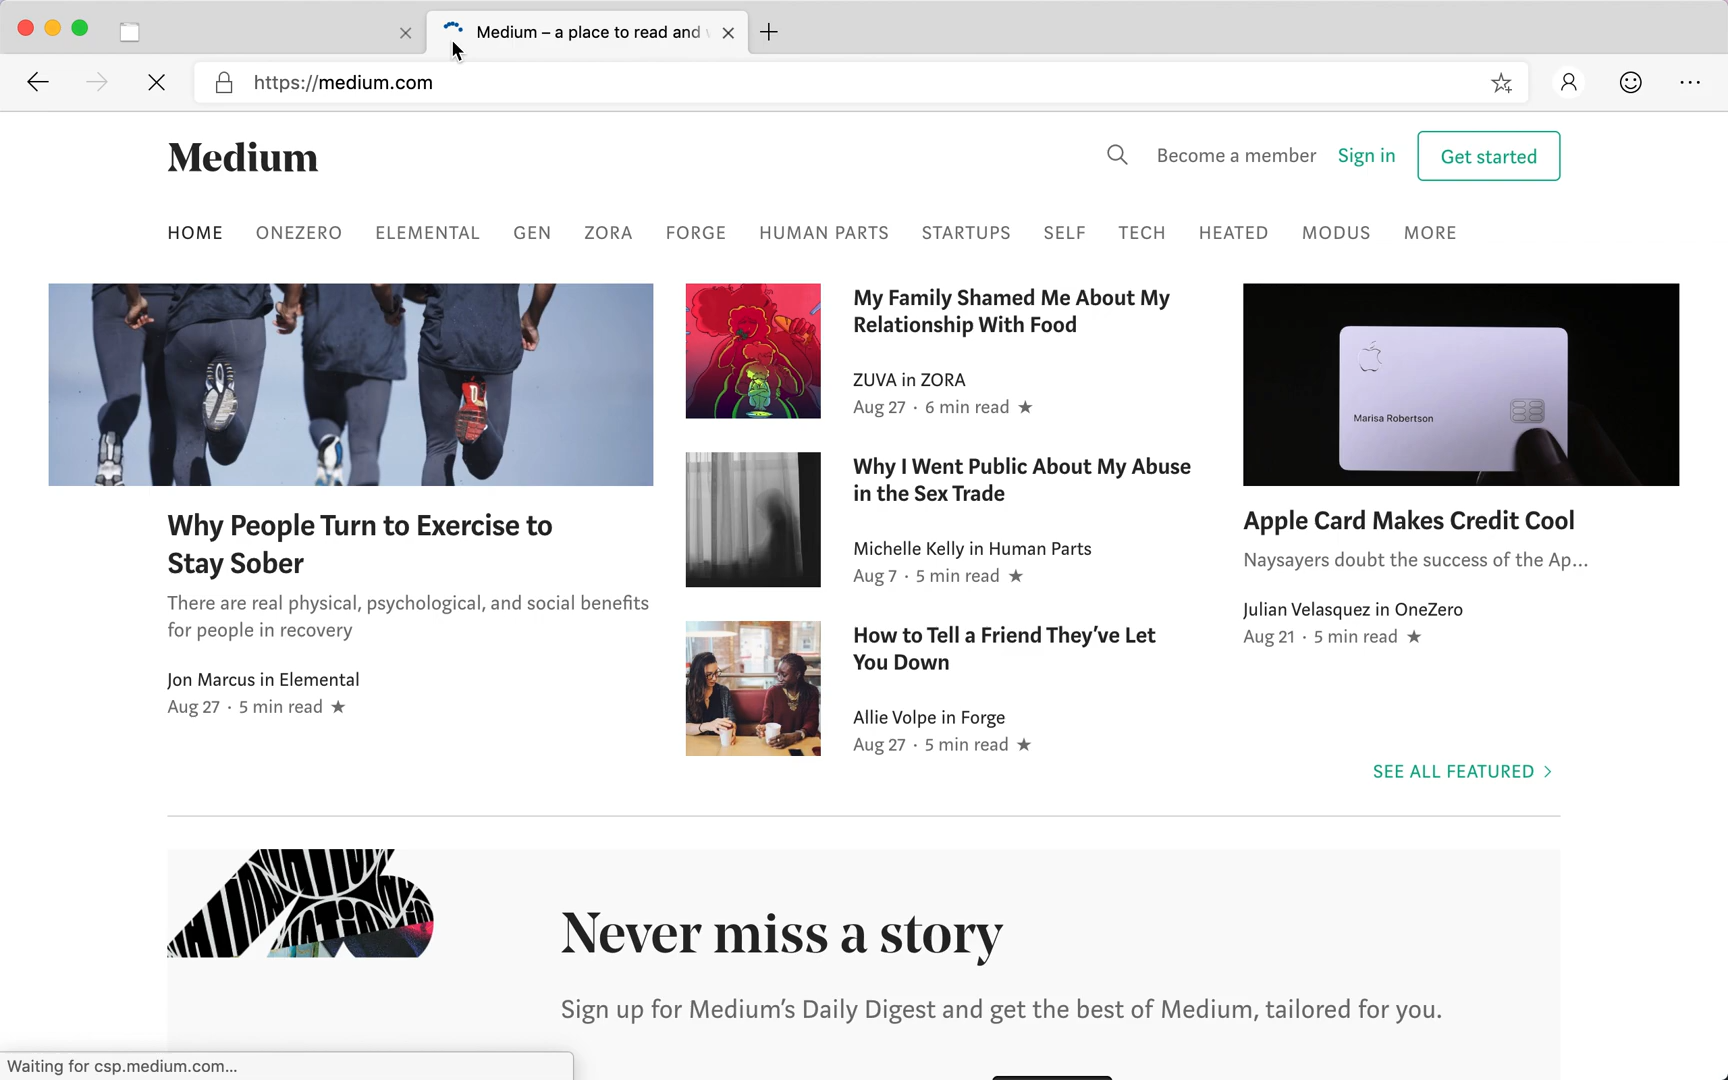 Medium – a place to read and
https://medium.com
Medium
Become a member
Sign in
Get started
HOME
ONEZERO
ELEMENTAL
GEN
ZORA
FORGE
HUMAN PARTS
STARTUPS
SELF
TECH
HEATED
MODUS
MORE
Why People Turn to Exercise to
Stay Sober
There are real physical, psychological, and social benefits
for people in recovery
Jon Marcus in Elemental
Aug 27 · 5 min read ★
My Family Shamed Me About My
Relationship With Food
ZUVA in ZORA
Aug 27 · 6 min read ★
Why I Went Public About My Abuse
in the Sex Trade
Michelle Kelly in Human Parts
Aug 7 · 5 min read ★
How to Tell a Friend They’ve Let
You Down
Allie Volpe in Forge
Aug 27 · 5 min read ★
Marisa Robertson
Apple Card Makes Credit Cool
Naysayers doubt the success of the Ap...
Julian Velasquez in OneZero
Aug 21 · 5 min read ★
SEE ALL FEATURED
Never miss a story
Sign up for Medium’s Daily Digest and get the best of Medium, tailored for you.
Waiting for csp.medium.com...